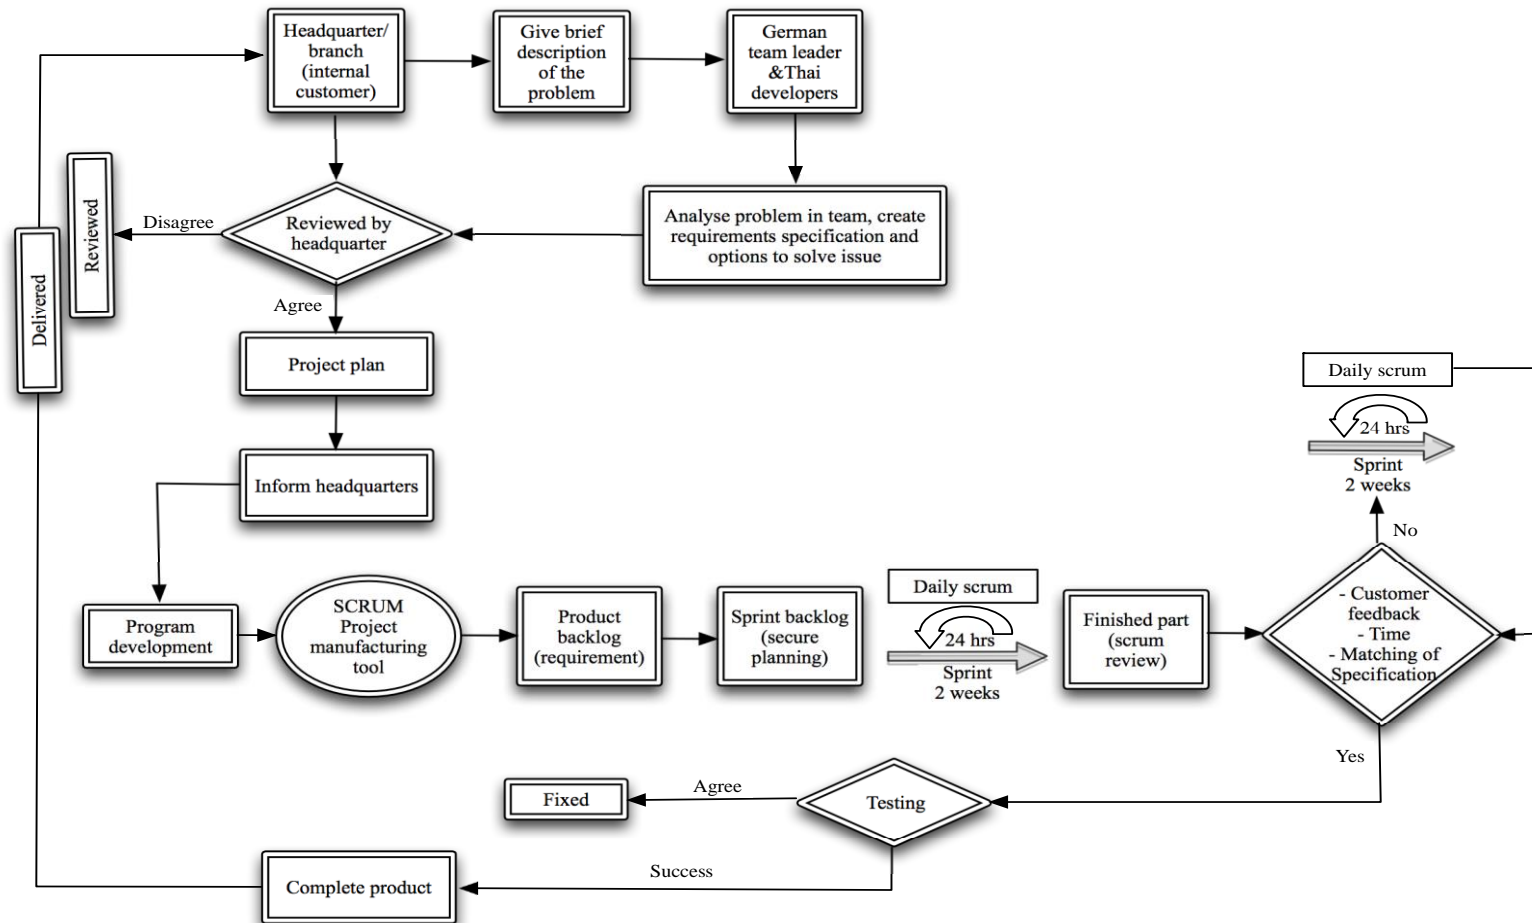 Headquarter/
branch
(internal
customer)
Give brief
description
of the
problem
German
team leader
&Thai
developers
Reviewed
Disagree
Reviewed by
headquarter
Analyse problem in team, create
requirements specification and
options to solve issue
Delivered
Agree
Project plan
Inform headquarters
Daily scrum
24 hrs
Sprint
2 weeks
No
Program
development
SCRUM
Project
manufacturing
tool
Product
backlog
(requirement)
Sprint backlog
(secure
planning)
Daily scrum
24 hrs
Sprint
2 weeks
Finished part
(scrum
review)
- Customer
feedback
- Time
- Matching of
Specification
Yes
Fixed
Agree
Testing
Success
Complete product